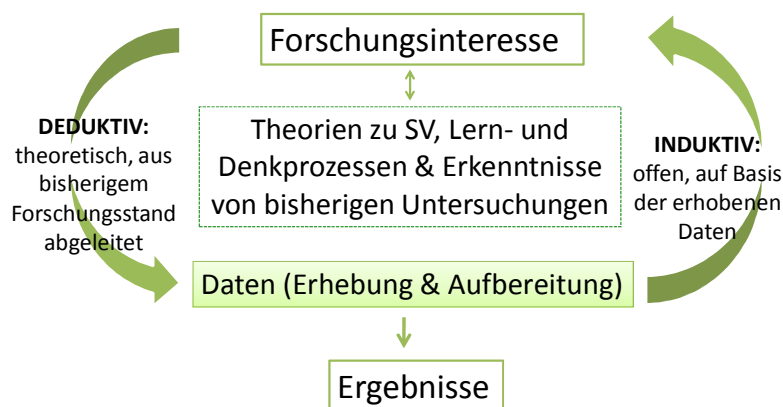 Forschungsinteresse
DEDUKTIV:
theoretisch, aus
bisherigem
Forschungsstand
abgeleitet
Theorien zu SV, Lern- und
Denkprozessen & Erkenntnisse
von bisherigen Untersuchungen
INDUKTIV:
offen, auf Basis
der erhobenen
Daten
Daten (Erhebung & Aufbereitung)
Ergebnisse